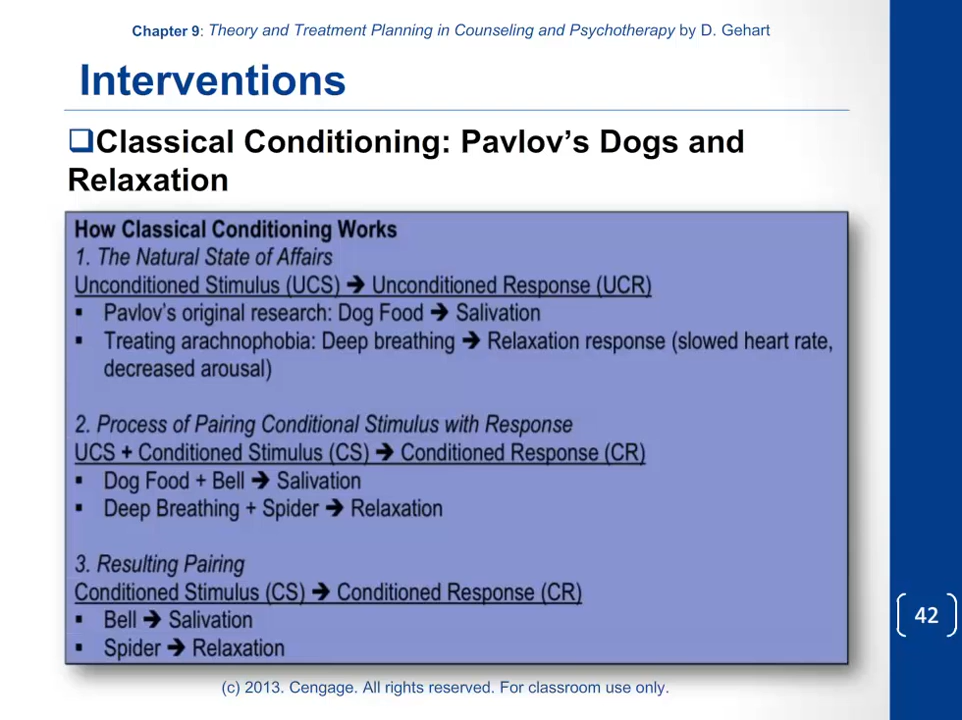 Chapter 9: Theory and Treatment Planning in Counseling and Psychotherapy by D. Gehart
Interventions
❑Classical Conditioning: Pavlov’s Dogs and
Relaxation
How Classical Conditioning Works
1. The Natural State of Affairs
Unconditioned Stimulus (UCS) ➔ Unconditioned Response (UCR)
▪ Pavlov’s original research: Dog Food ➔ Salivation
▪ Treating arachnophobia: Deep breathing ➔ Relaxation response (slowed heart rate,
decreased arousal)
2. Process of Pairing Conditional Stimulus with Response
UCS + Conditioned Stimulus (CS) ➔ Conditioned Response (CR)
▪ Dog Food + Bell ➔ Salivation
▪ Deep Breathing + Spider ➔ Relaxation
3. Resulting Pairing
Conditioned Stimulus (CS) ➔ Conditioned Response (CR)
▪ Bell ➔ Salivation
▪ Spider ➔ Relaxation
42
(c) 2013. Cengage. All rights reserved. For classroom use only.